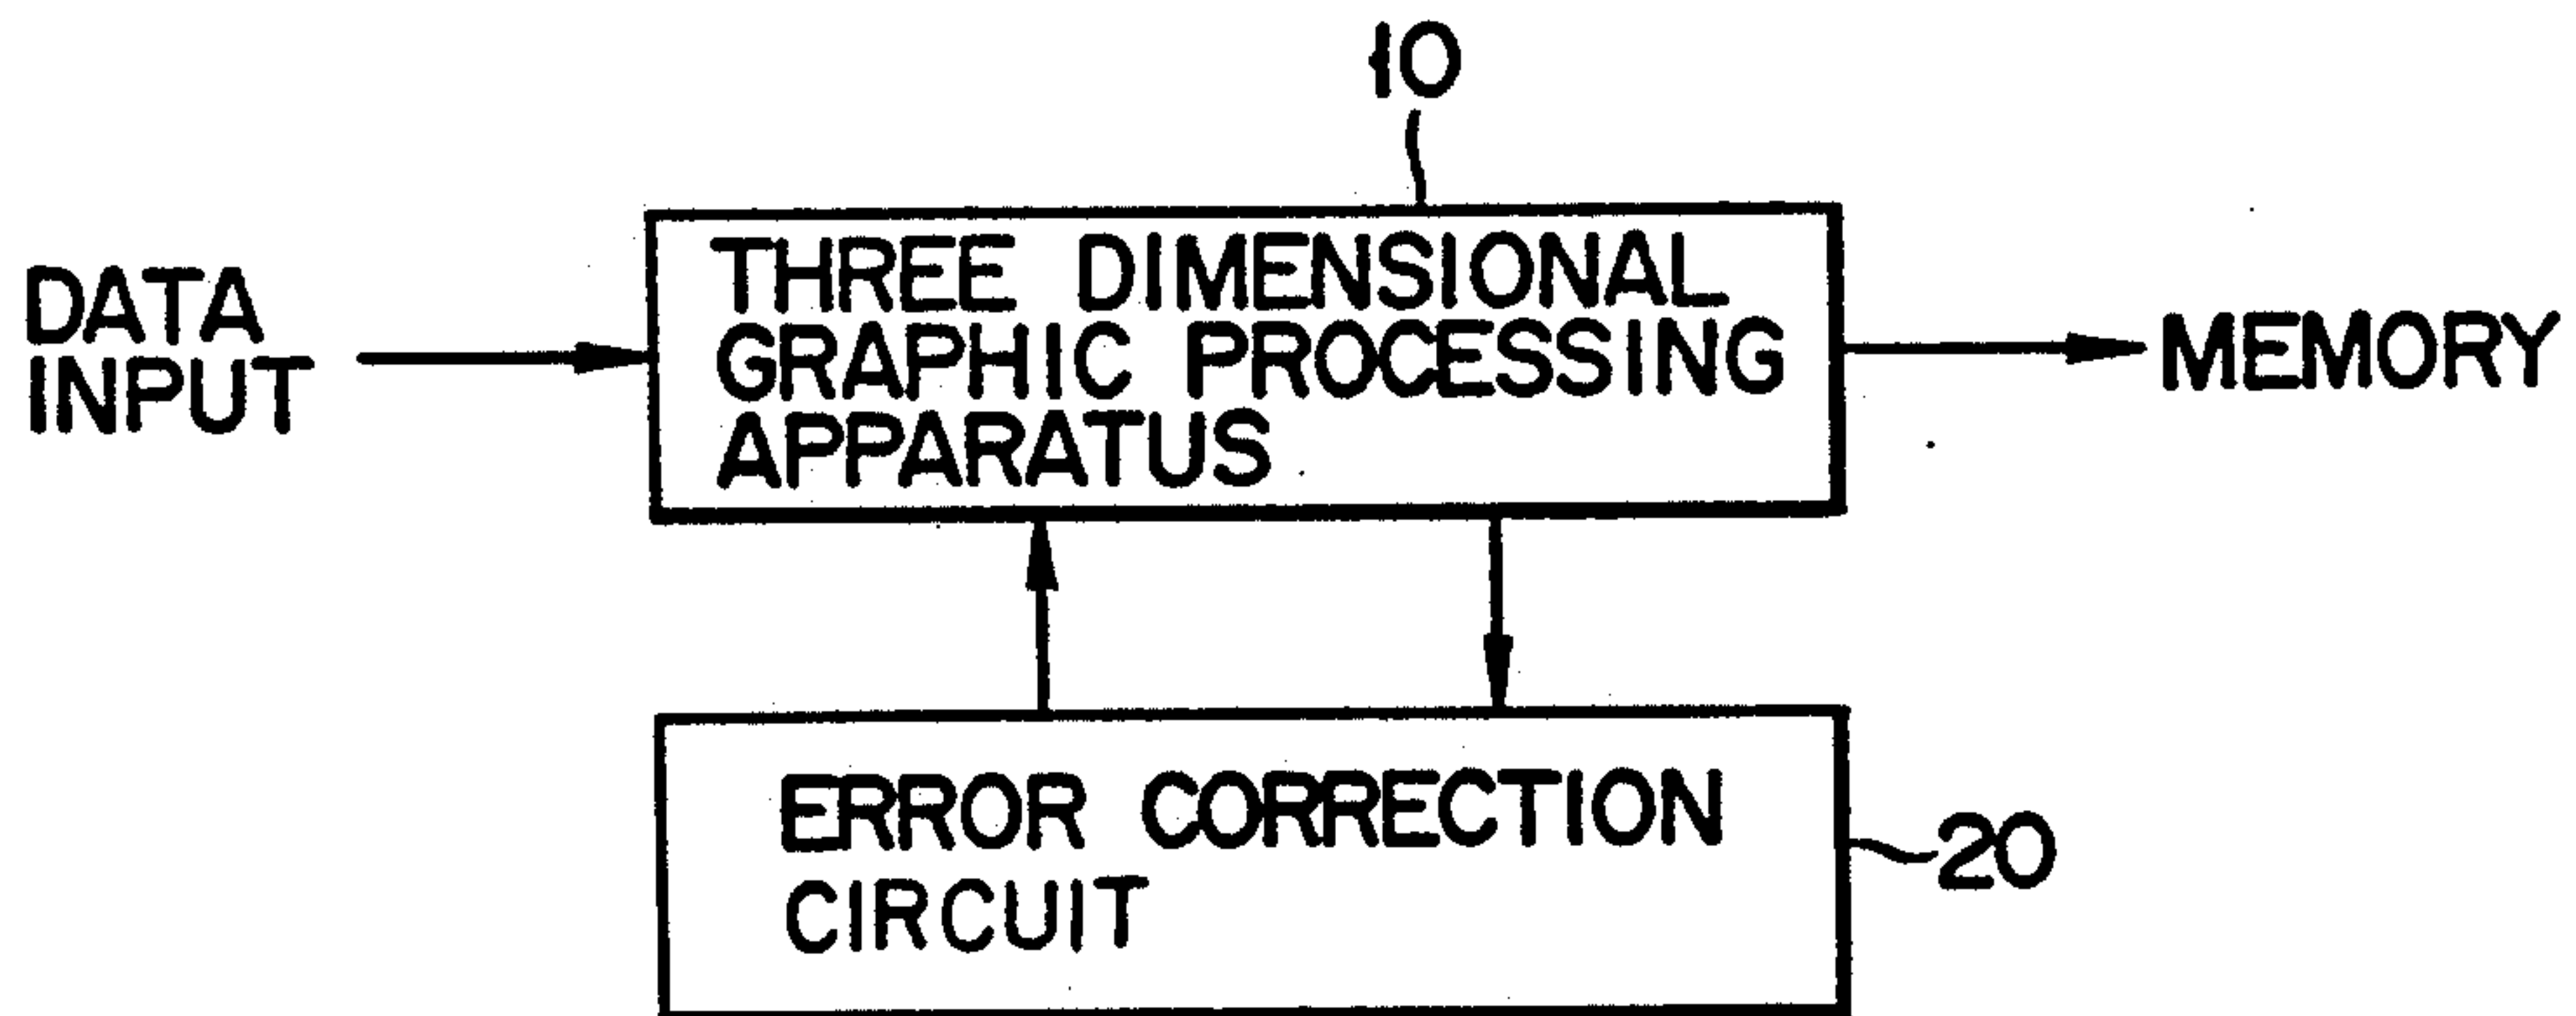 10
DATA
INPUT
THREE DIMENSIONAL
GRAPHIC PROCESSING
APPARATUS
MEMORY
ERROR CORRECTION
CIRCUIT
20